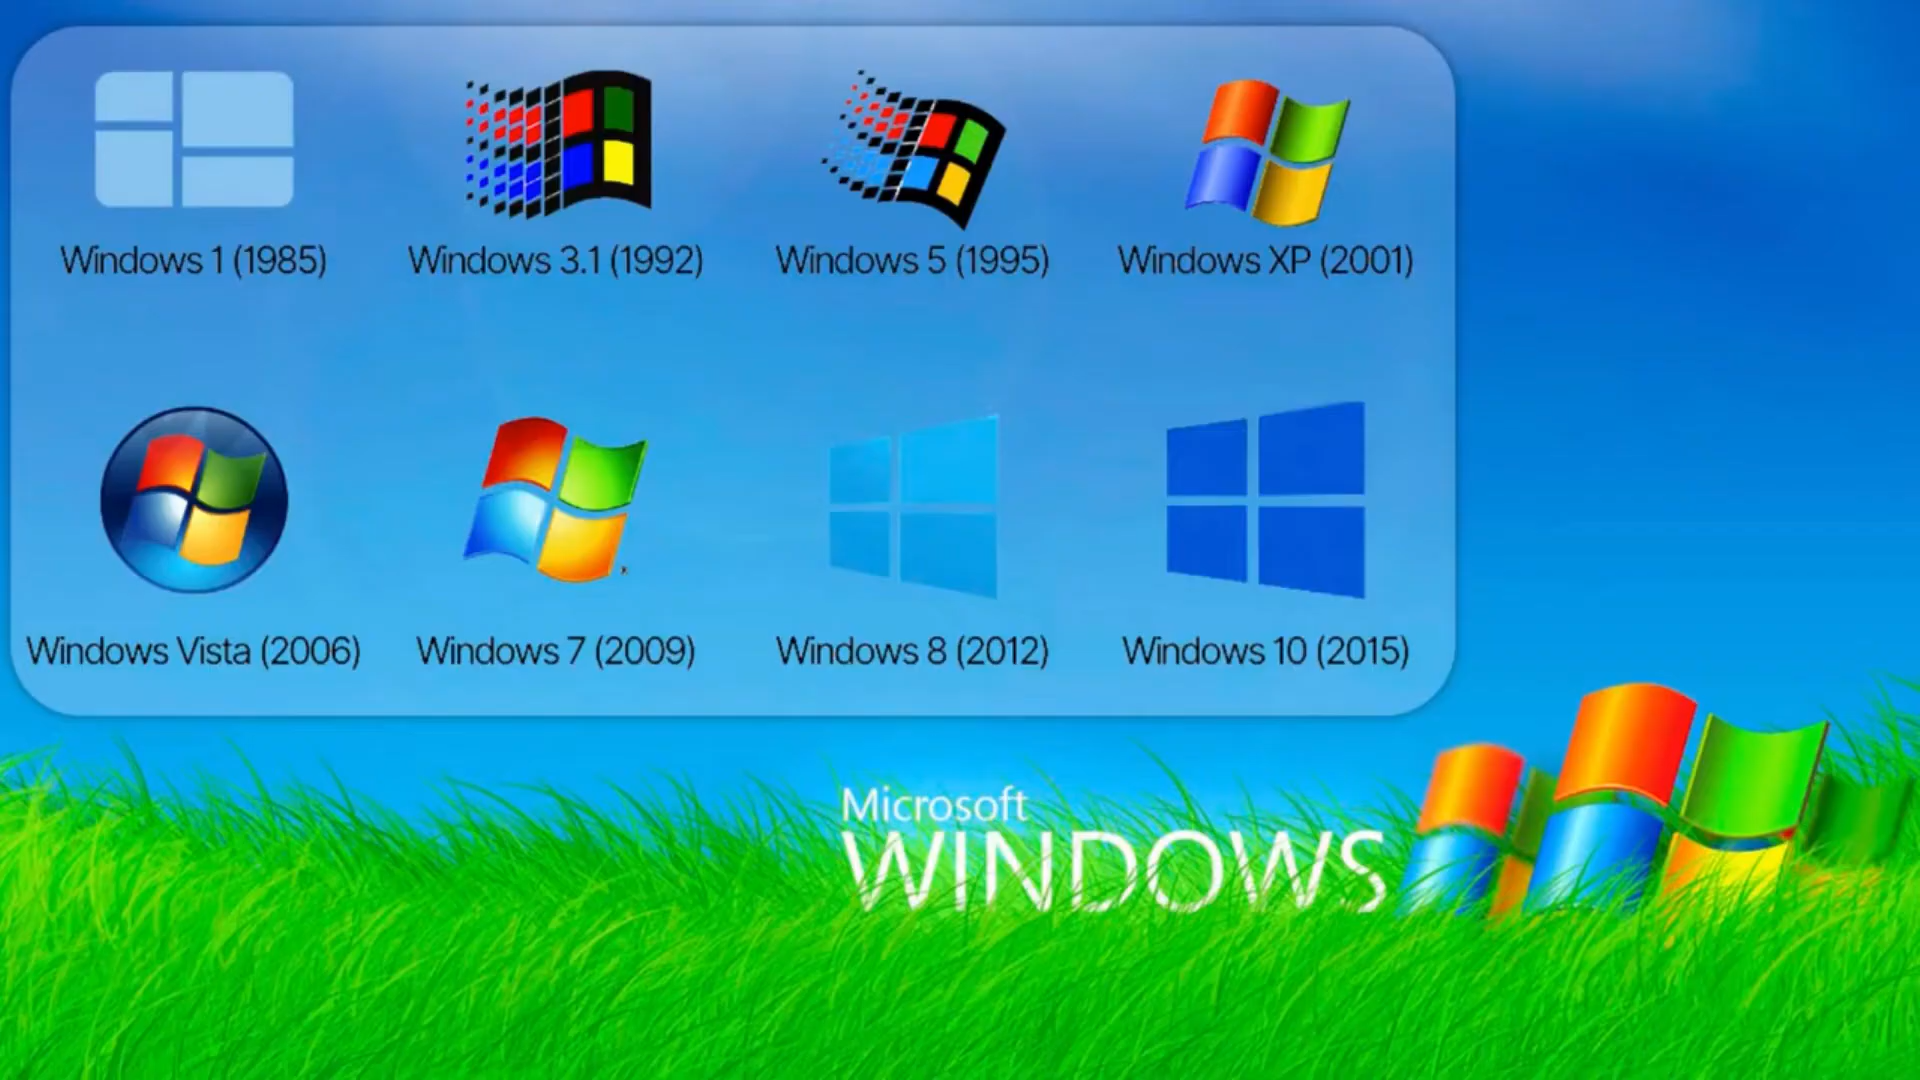 Windows 1 (1985)
Windows 3.1 (1992)
Windows 5 (1995)
Windows XP (2001)
Windows Vista (2006)
Windows 7 (2009)
Windows 8 (2012)
Windows 10 (2015)
Microsoft
WINDOWS